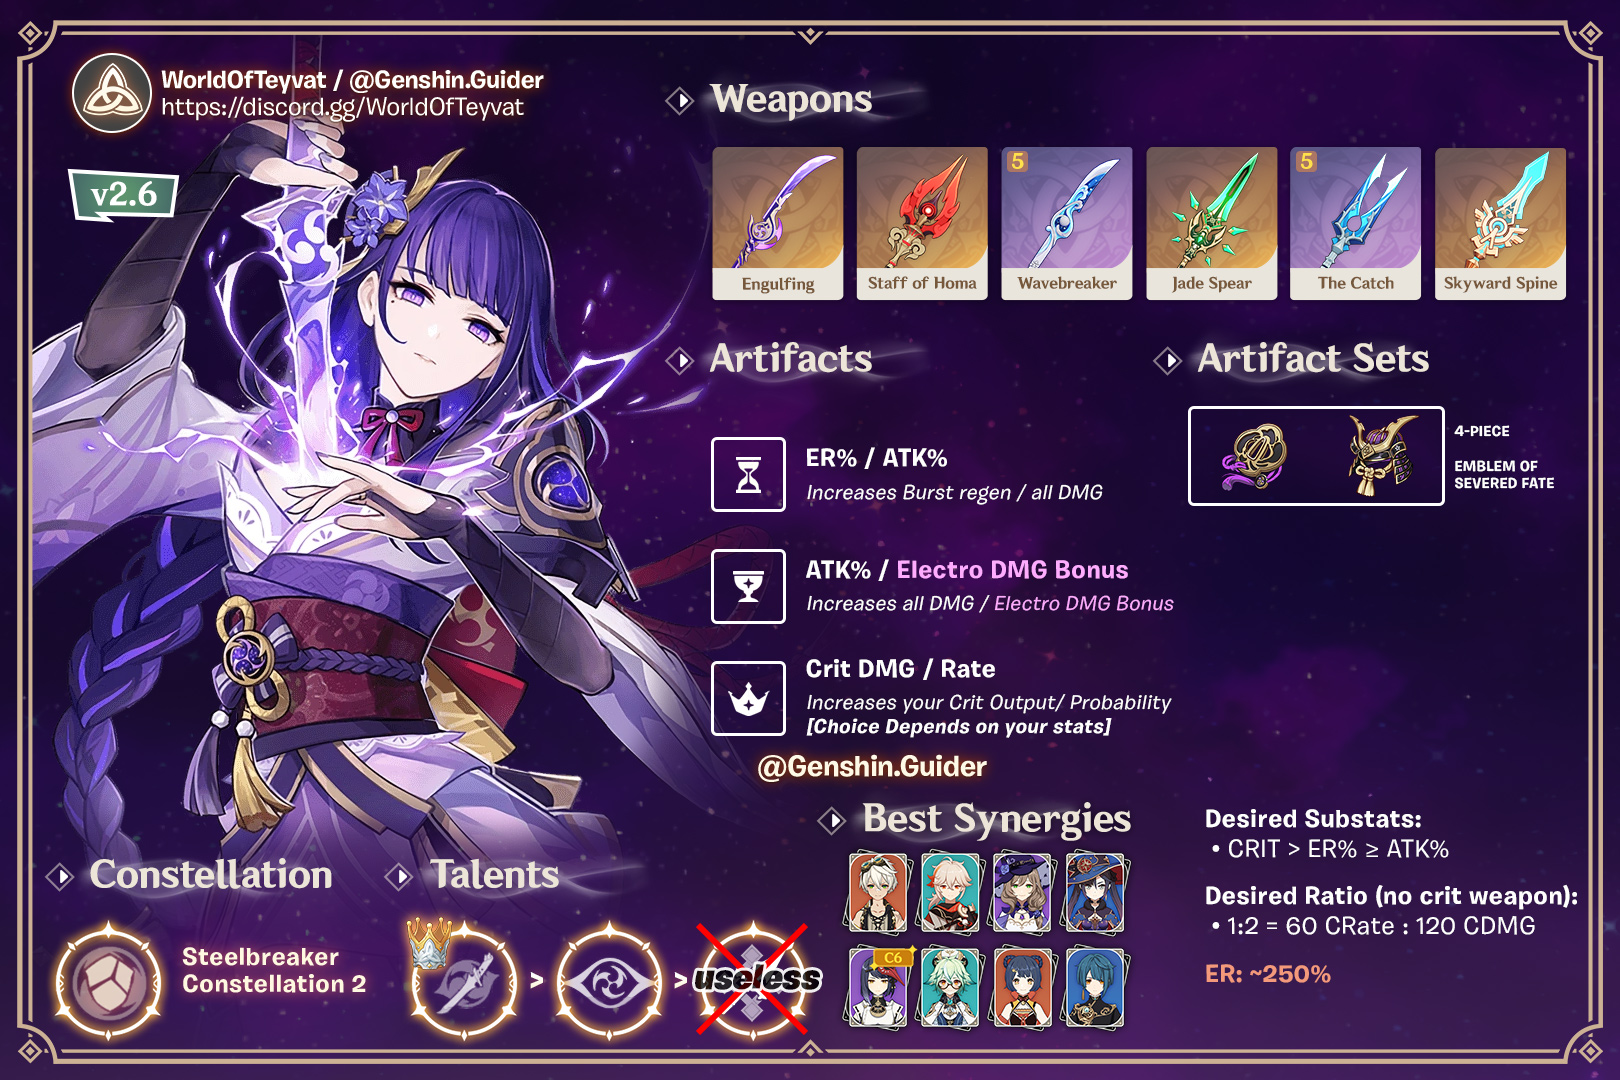 WorldOfTeyvat / @Genshin.Guider
https://discord.gg/WorldOfTeyvat
v2.6
Weapons
5
5
Engulfing
Staff of Homa
Wavebreaker
Jade Spear
The Catch
Skyward Spine
Artifacts
ER% / ATK%
Increases Burst regen / all DMG
ATK% / Electro DMG Bonus
Increases all DMG / Electro DMG Bonus
Crit DMG / Rate
Increases your Crit Output/ Probability
[Choice Depends on your stats]
@Genshin.Guider
Artifact Sets
4-PIECE
EMBLEM OF
SEVERED FATE
Constellation
Steelbreaker
Constellation 2
Talents
> > useless
Best Synergies
C6
Desired Substats:
• CRIT > ER% ≥ ATK%
Desired Ratio (no crit weapon):
• 1:2 = 60 CRate : 120 CDMG
ER: ~250%